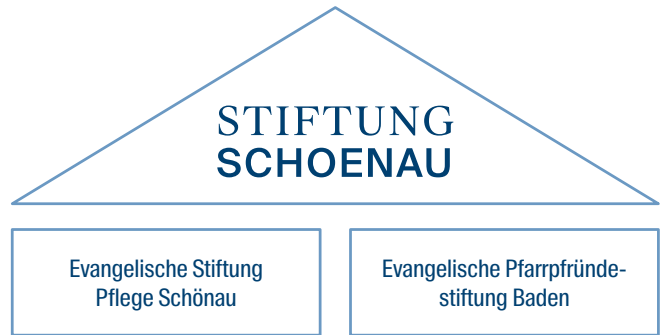 STIFTUNG
SCHOENAU
Evangelische Stiftung
Pflege Schönau
Evangelische Pfarrpfründe-
stiftung Baden